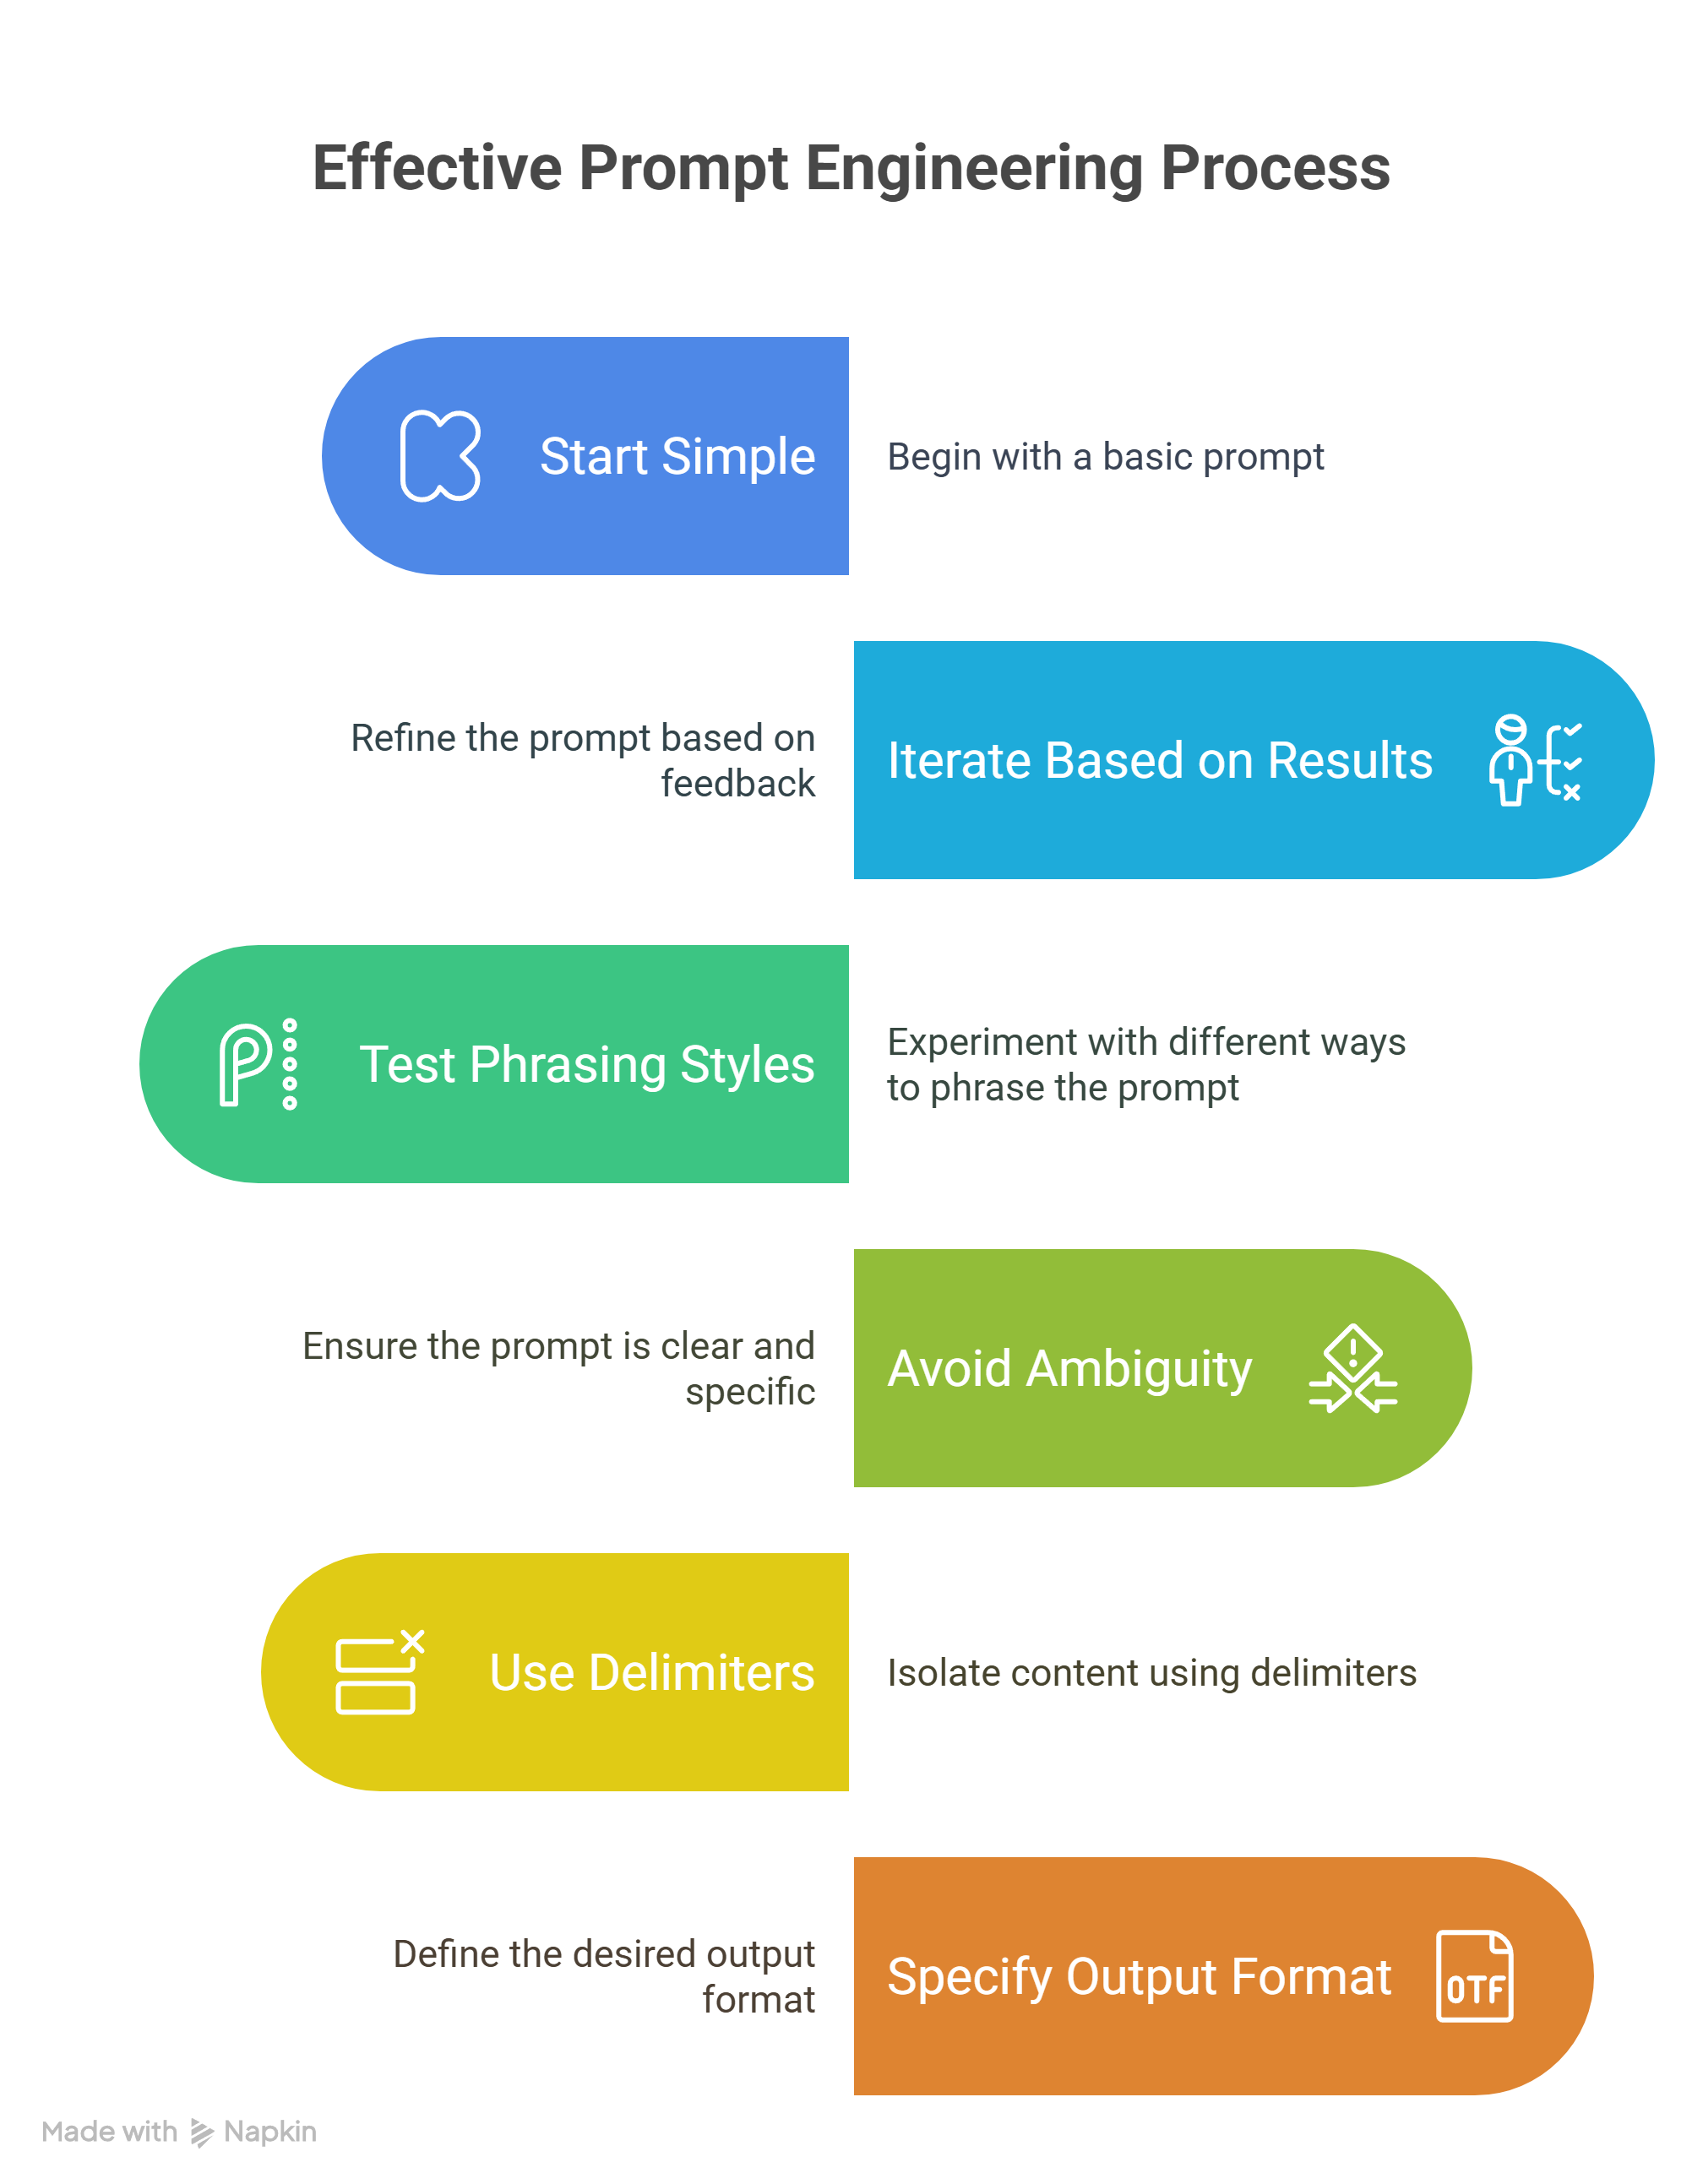 Effective Prompt Engineering Process
Start Simple
Begin with a basic prompt
Refine the prompt based on
feedback
Iterate Based on Results
Test Phrasing Styles
Experiment with different ways
to phrase the prompt
Ensure the prompt is clear and
specific
Avoid Ambiguity
Use Delimiters
Isolate content using delimiters
Define the desired output
format
Specify Output Format
OTF
Made with Napkin